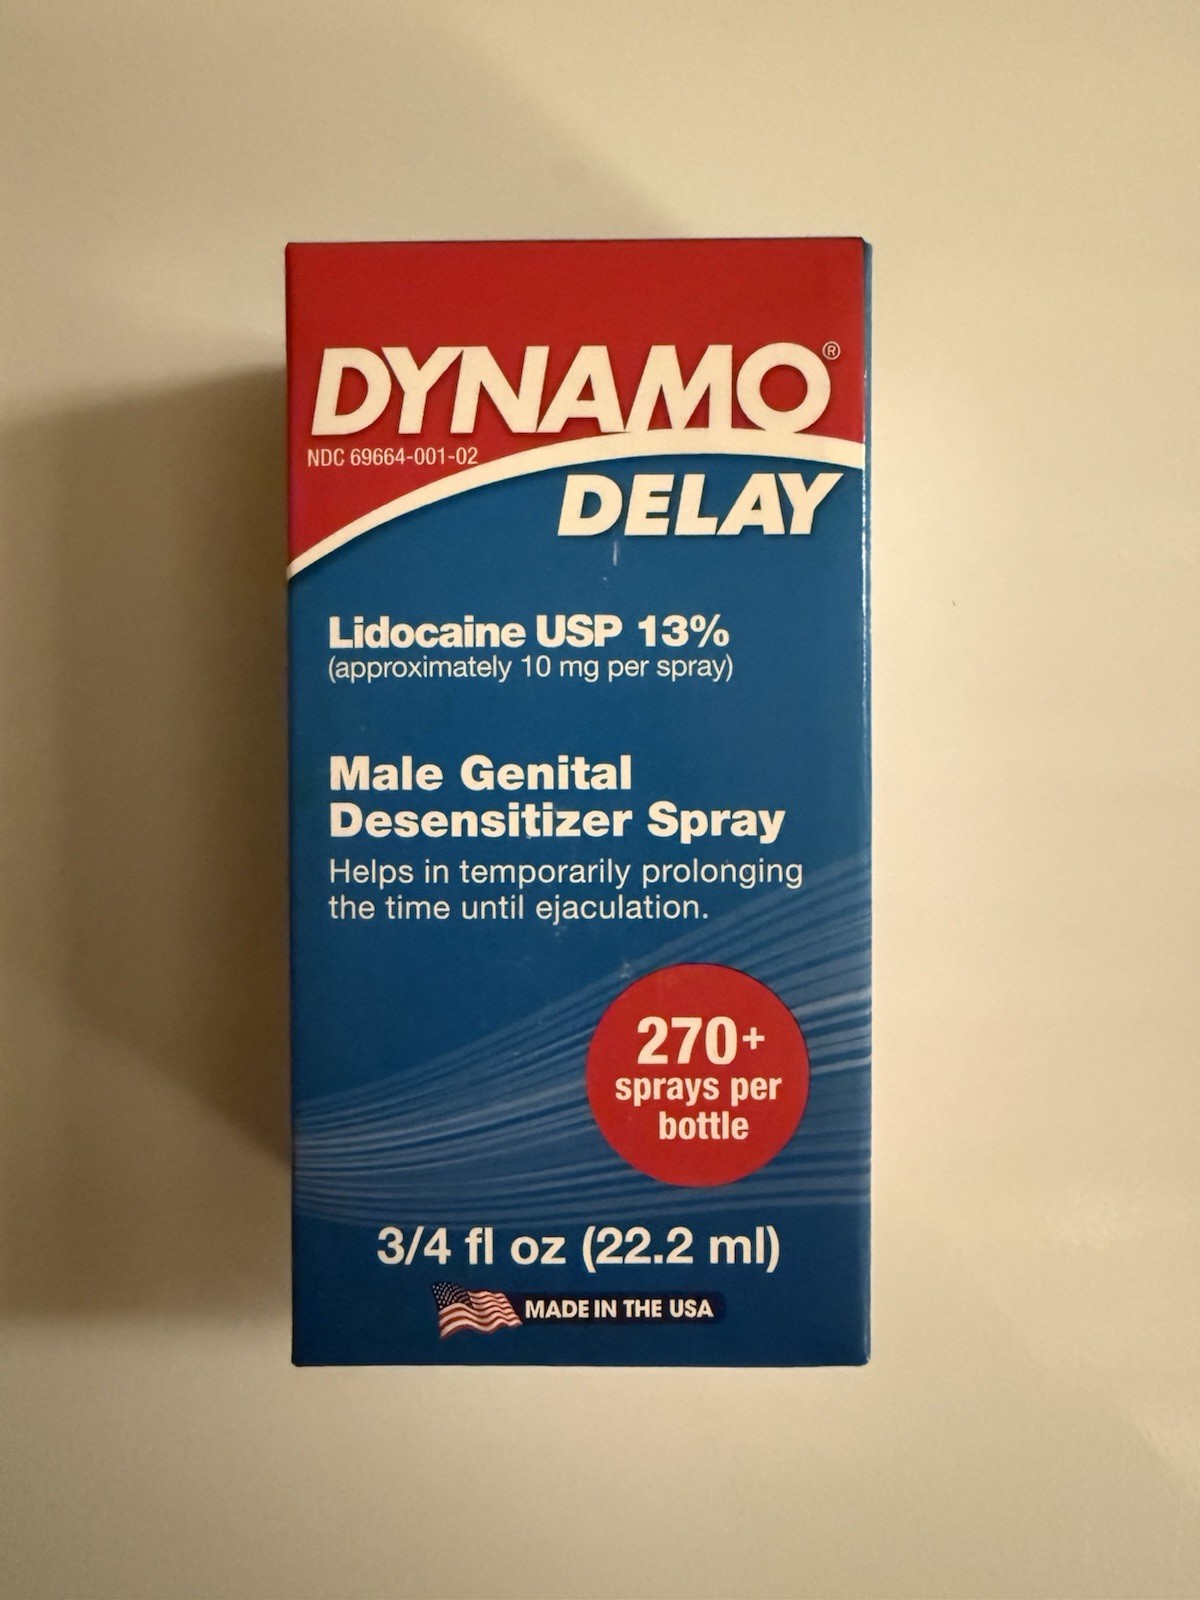 DYNAMO®
NDC 69664-001-02
DELAY
Lidocaine USP 13%
(approximately 10 mg per spray)
Male Genital
Desensitizer Spray
Helps in temporarily prolonging
the time until ejaculation.
270+
sprays per
bottle
3/4 fl oz (22.2 ml)
MADE IN THE USA